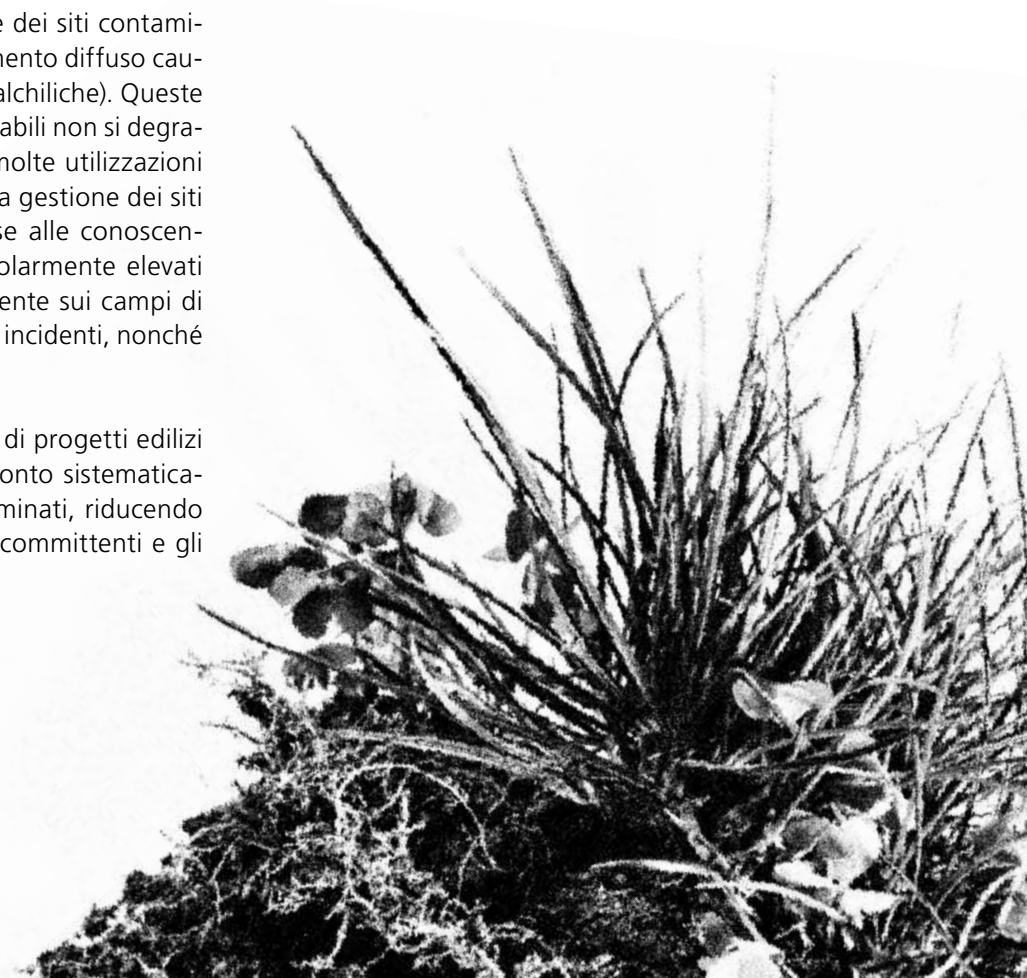 e dei siti contami-
mento diffuso cau-
alchiliche). Queste
abili non si degra-
molte utilizzazioni
a gestione dei siti
se alle conoscen-
olarmente elevati
ente sui campi di
incidenti, nonché
di progetti edilizi
onto sistematica-
minati, riducendo
committenti e gli